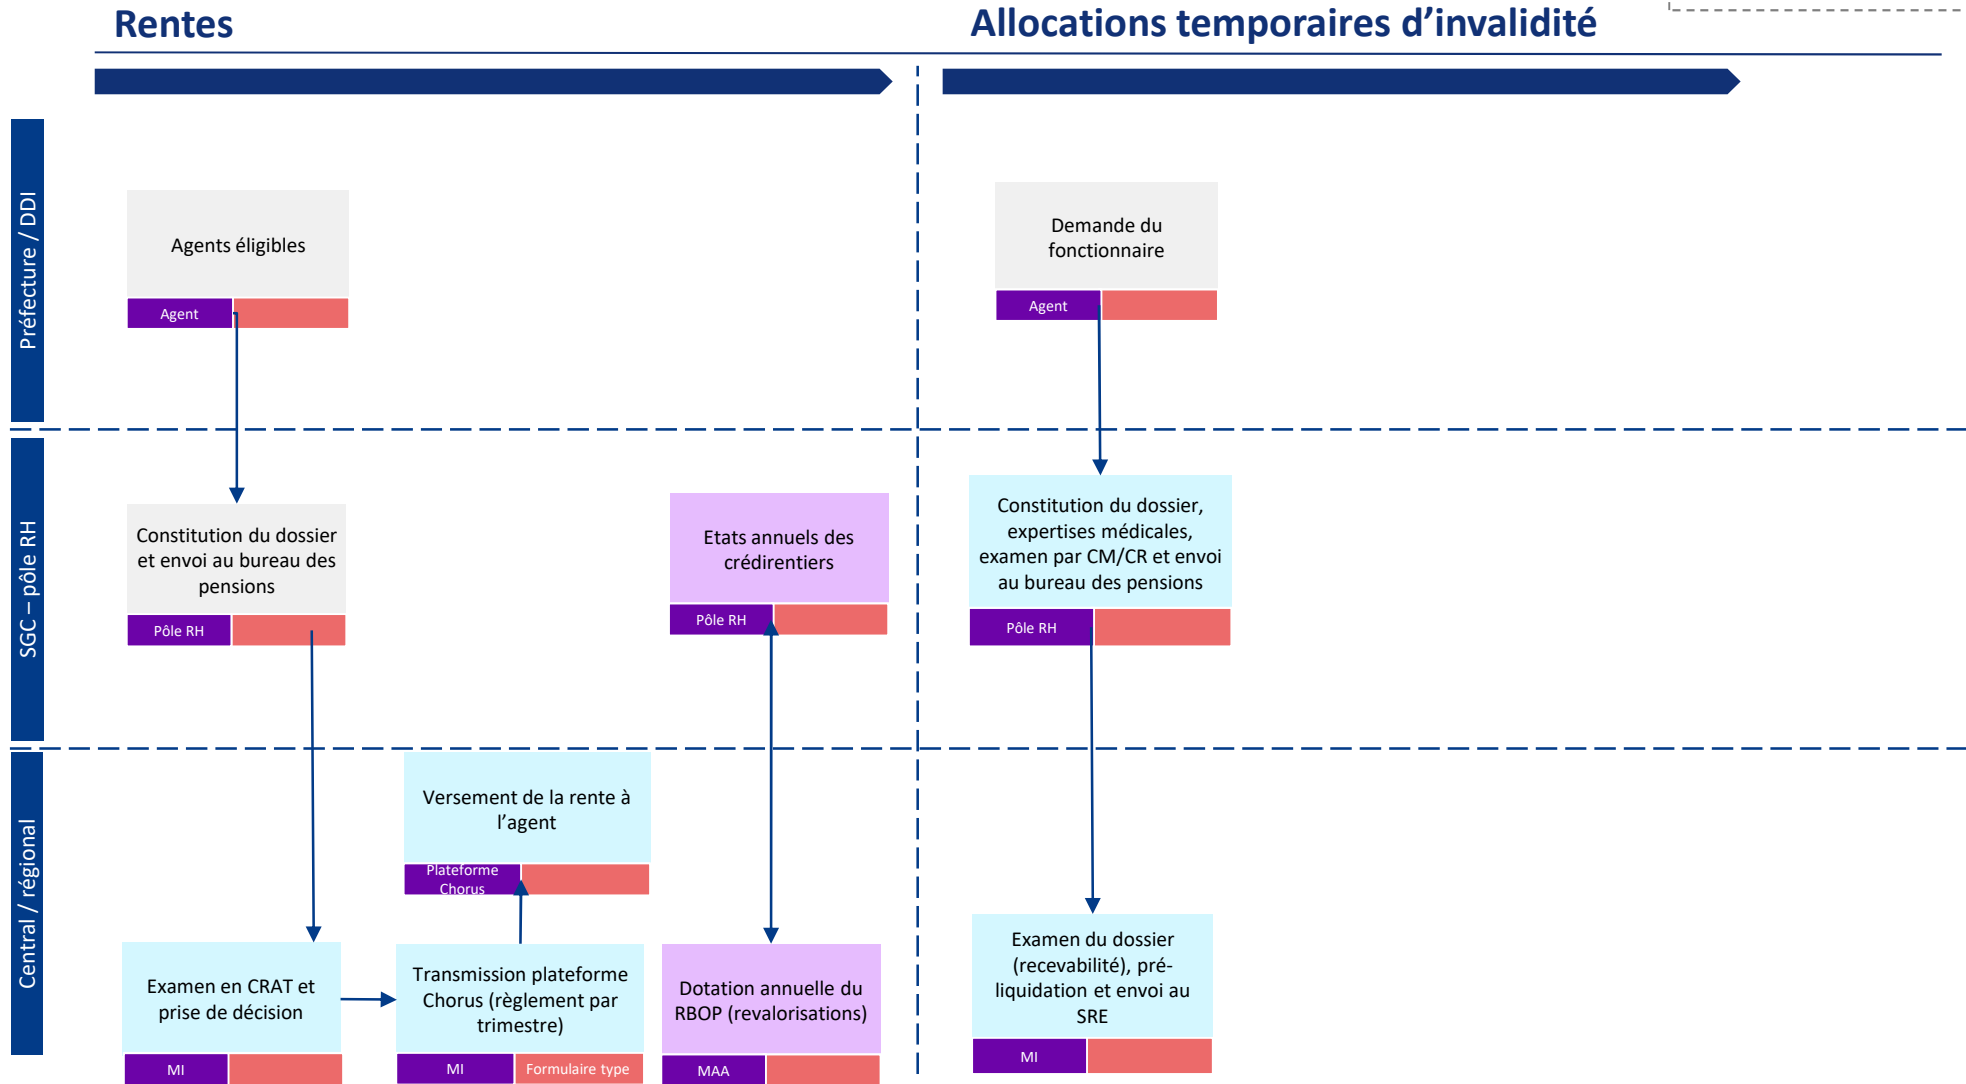 Rentes
Allocations temporaires d’invalidité
Préfecture / DDI
Agents éligibles
Agent
Demande du
fonctionnaire
Agent
SGC – pôle RH
Constitution du dossier
et envoi au bureau des
pensions
Pôle RH
Etats annuels des
crédirentiers
Pôle RH
Constitution du dossier,
expertises médicales,
examen par CM/CR et envoi
au bureau des pensions
Pôle RH
Central / régional
Versement de la rente à
l’agent
Plateforme
Chorus
Examen en CRAT et
prise de décision
MI
Transmission plateforme
Chorus (règlement par
trimestre)
MI
Formulaire type
Dotation annuelle du
RBOP (revalorisations)
MAA
Examen du dossier
(recevabilité), pré-
liquidation et envoi au
SRE
MI